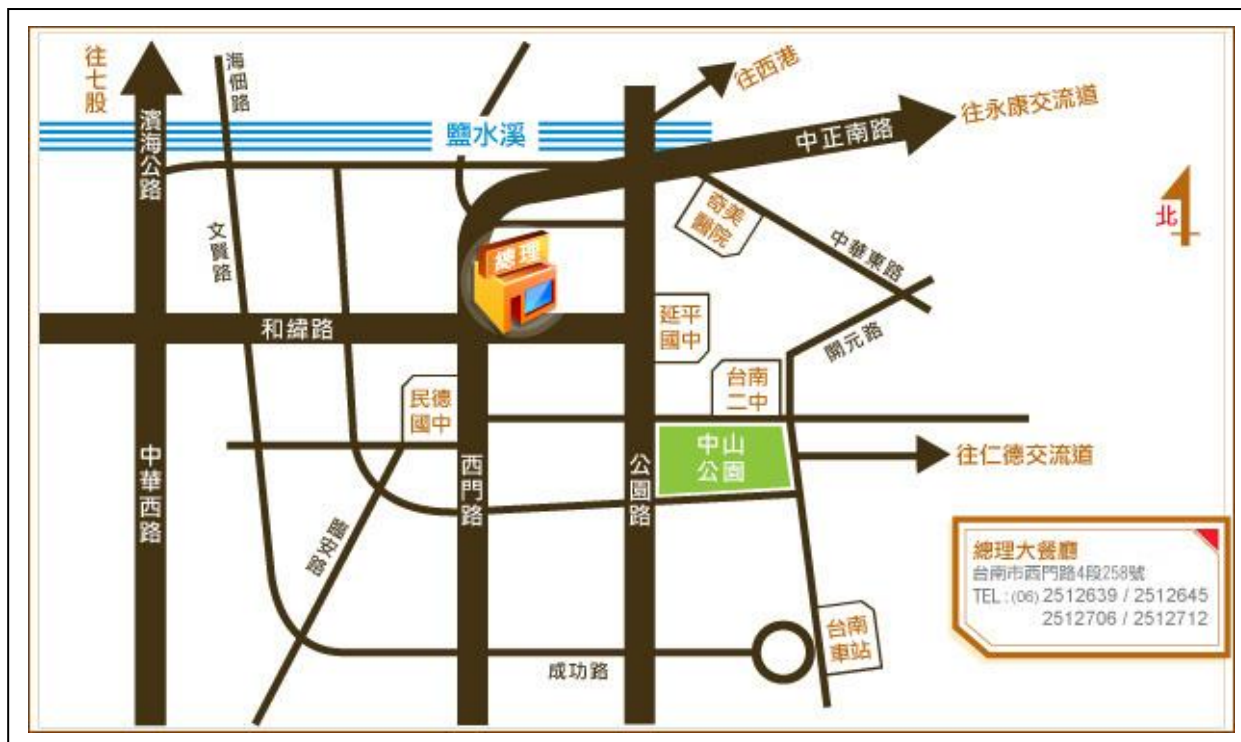 往七股
濱海公路
海佃路
鹽水溪
往西港
中正南路
往永康交流道
北
文賢路
總理
奇美
醫院
中華東路
和緯路
延平
國中
開元路
民德
國中
台南
二中
中華西路
西門路
公園路
中山
公園
往仁德交流道
臨安路
總理大餐廳
台南市西門路4段258號
TEL : (06) 2512639 / 2512645
2512706 / 2512712
台南
車站
成功路